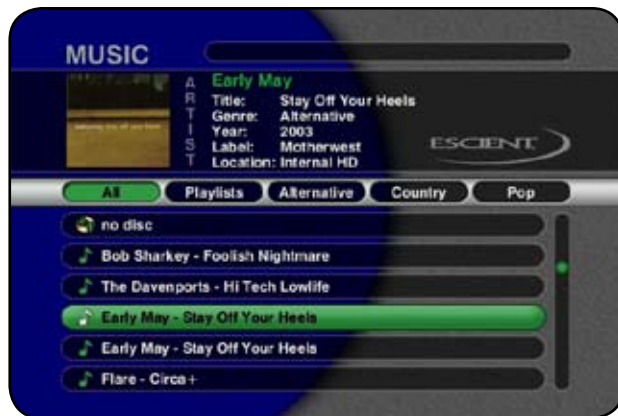 MUSIC
ARTIST
Early May
Title: Stay Off Your Heels
Genre: Alternative
Year: 2003
Label: Motherwest
Location: Internal HD
ESCIENT
All Playlists Alternative Country Pop
no disc
Bob Sharkey - Foolish Nightmare
The Davenports - Hi Tech Lowlife
Early May - Stay Off Your Heels
Early May - Stay Off Your Heels
Flare - Circa+